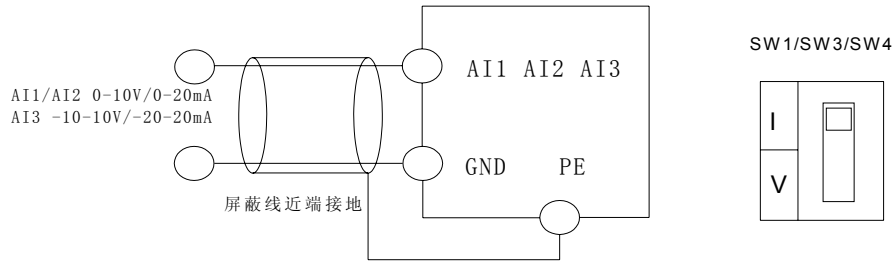 SW1/SW3/SW4
AI1 AI2 AI3
AI1/AI2 0-10V/0-20mA
AI3 -10-10V/-20-20mA
I
V
GND PE
屏蔽线近端接地